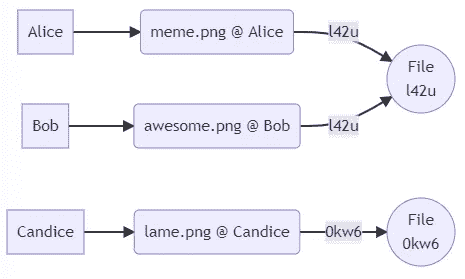 Alice
meme.png @ Alice
l42u
File
l42u
Bob
awesome.png @ Bob
l42u
Candice
lame.png @ Candice
0kw6
File
0kw6